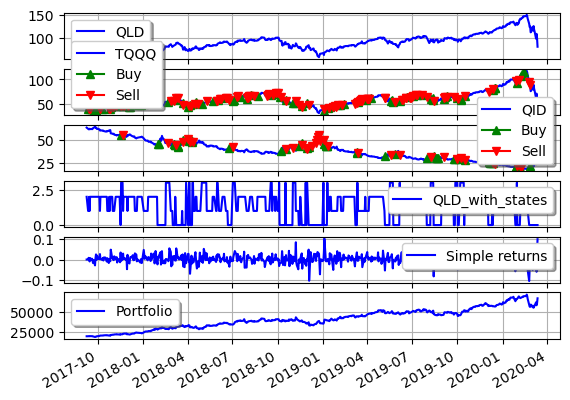 150
100
QLD
TQQQ
Buy
Sell
100
50
QID
Buy
Sell
50
25
2.5
0.0
QLD_with_states
0.1
0.0
−0.1
Simple returns
50000
25000
Portfolio
2017-10
2018-01
2018-04
2018-07
2018-10
2019-01
2019-04
2019-07
2019-10
2020-01
2020-04